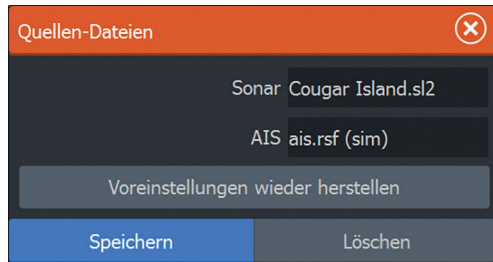 Quellen-Dateien
Sonar Cougar Island.sl2
AIS ais.rsf (sim)
Voreinstellungen wieder herstellen
Speichern Löschen